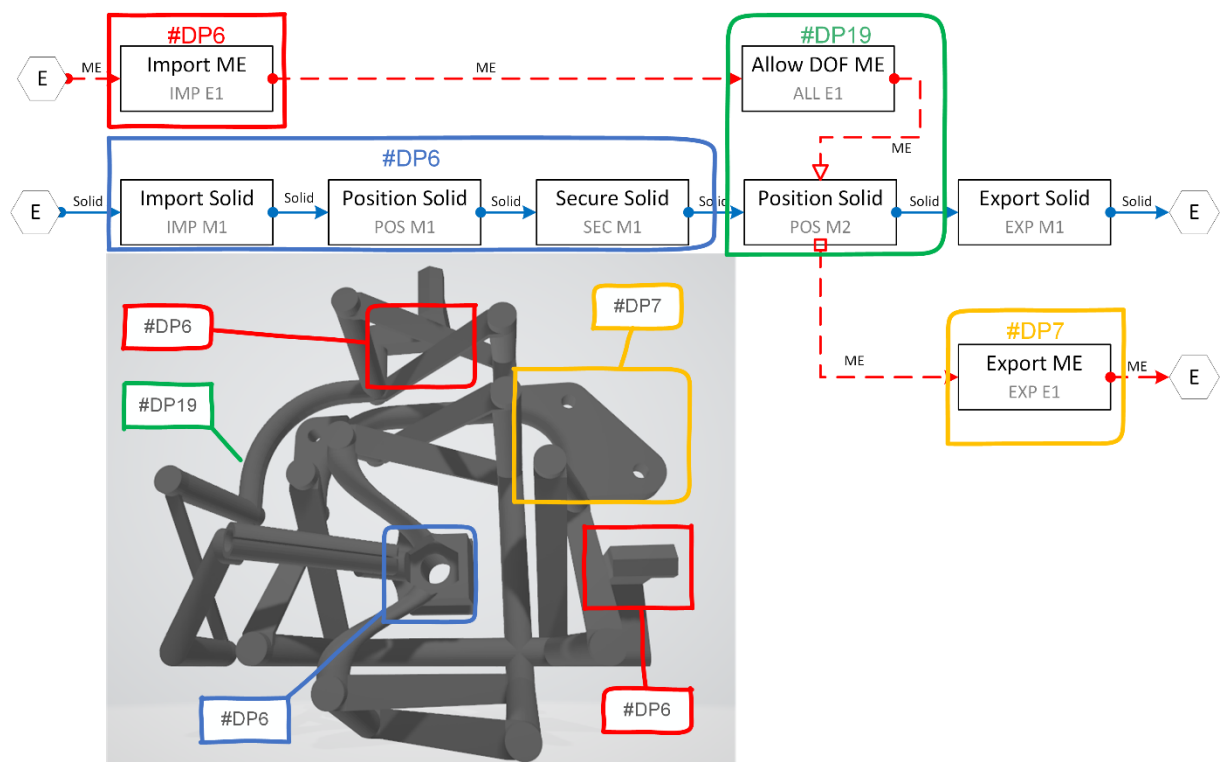 #DP6
#DP19
E
ME
Import ME
IMP E1
ME
Allow DOF ME
ALL E1
#DP6
ME
E
Solid
Import Solid
IMP M1
Solid
Position Solid
POS M1
Solid
Secure Solid
SEC M1
Solid
Position Solid
POS M2
Solid
Export Solid
EXP M1
Solid
E
#DP6
#DP7
#DP7
ME
Export ME
EXP E1
ME
E
#DP19
#DP6
#DP6